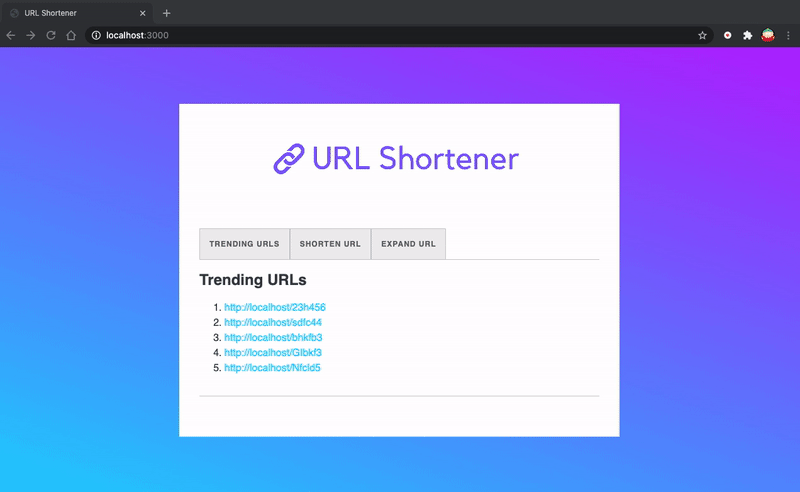 URL Shortener
localhost:3000
URL Shortener
TRENDING URLS SHORTEN URL EXPAND URL
Trending URLs
1. http://localhost/23h456
2. http://localhost/sdfc44
3. http://localhost/bhkfb3
4. http://localhost/Glbkf3
5. http://localhost/Nfcld5